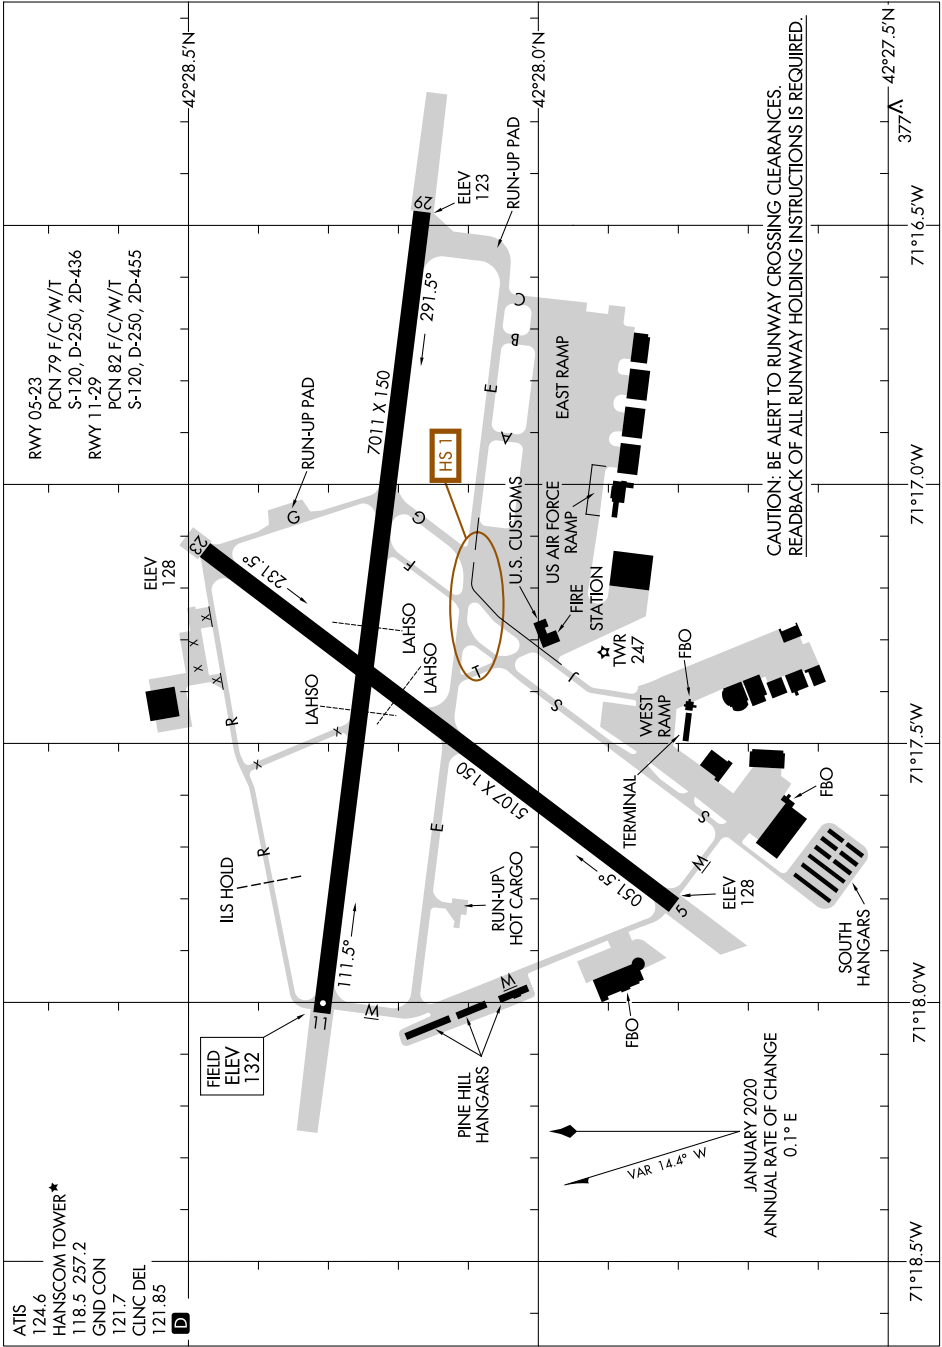 ATIS
124.6
HANSCOM TOWER★
118.5 257.2
GND CON
121.7
CLNC DEL
121.85
D
RWY 05-23
PCN 79 F/C/W/T
S-120, D-250, 2D-436
RWY 11-29
PCN 82 F/C/W/T
S-120, D-250, 2D-455
42°28.5'N
42°28.0'N
42°27.5'N
FIELD
ELEV
132
ILS HOLD
R
R
X
X
X
X
X
X
LAHSO
LAHSO
LAHSO
ELEV
128
23
231.5°
RUN-UP PAD
G
G
F
7011 X 150
291.5°
29
ELEV
123
RUN-UP PAD
11
111.5°
W
W
E
RUN-UP\
HOT CARGO
PINE HILL
HANGARS
5107 X 150
051.5°
5
ELEV
128
M
S
S
J
T
HS 1
A
E
B
C
EAST RAMP
U.S. CUSTOMS
US AIR FORCE
RAMP
FIRE
STATION
TWR
247
FBO
WEST
RAMP
TERMINAL
FBO
FBO
SOUTH
HANGARS
VAR 14.4° W
JANUARY 2020
ANNUAL RATE OF CHANGE
0.1° E
CAUTION: BE ALERT TO RUNWAY CROSSING CLEARANCES.
READBACK OF ALL RUNWAY HOLDING INSTRUCTIONS IS REQUIRED.
377
71°18.5'W
71°18.0'W
71°17.5'W
71°17.0'W
71°16.5'W